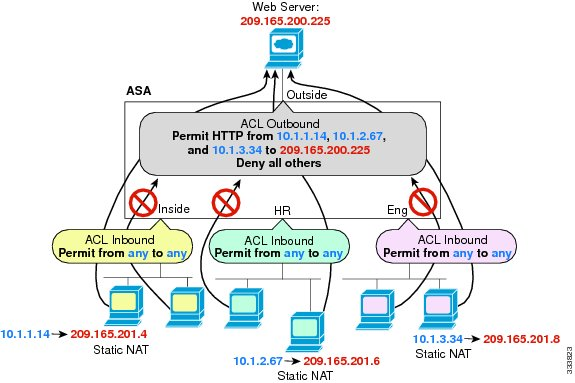 Web Server:
209.165.200.225
ASA
Outside
ACL Outbound
Permit HTTP from 10.1.1.14, 10.1.2.67,
and 10.1.3.34 to 209.165.200.225
Deny all others
Inside
HR
Eng
ACL Inbound
Permit from any to any
ACL Inbound
Permit from any to any
ACL Inbound
Permit from any to any
10.1.1.14 → 209.165.201.4
Static NAT
10.1.2.67 → 209.165.201.6
Static NAT
10.1.3.34 → 209.165.201.8
Static NAT
333823